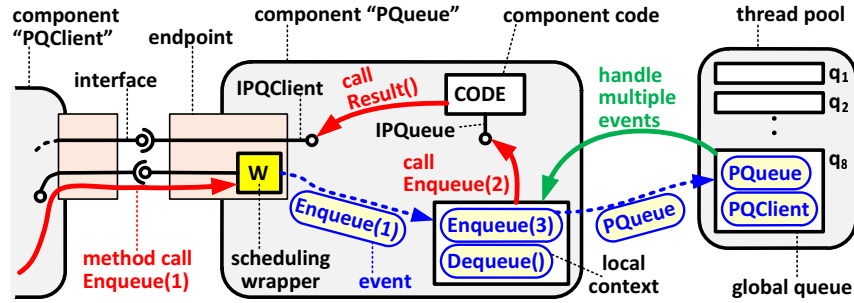 component
“PQClient”
endpoint
component “PQueue”
component code
thread pool
interface
IPQClient
call
Result()
CODE
handle
multiple
events
q1
q2
IPQueue
W
call
Enqueue(2)
q8
PQueue
PQClient
Enqueue(1)
Enqueue(3)
PQueue
Dequeue()
method call
Enqueue(1)
scheduling
wrapper
event
local
context
global queue